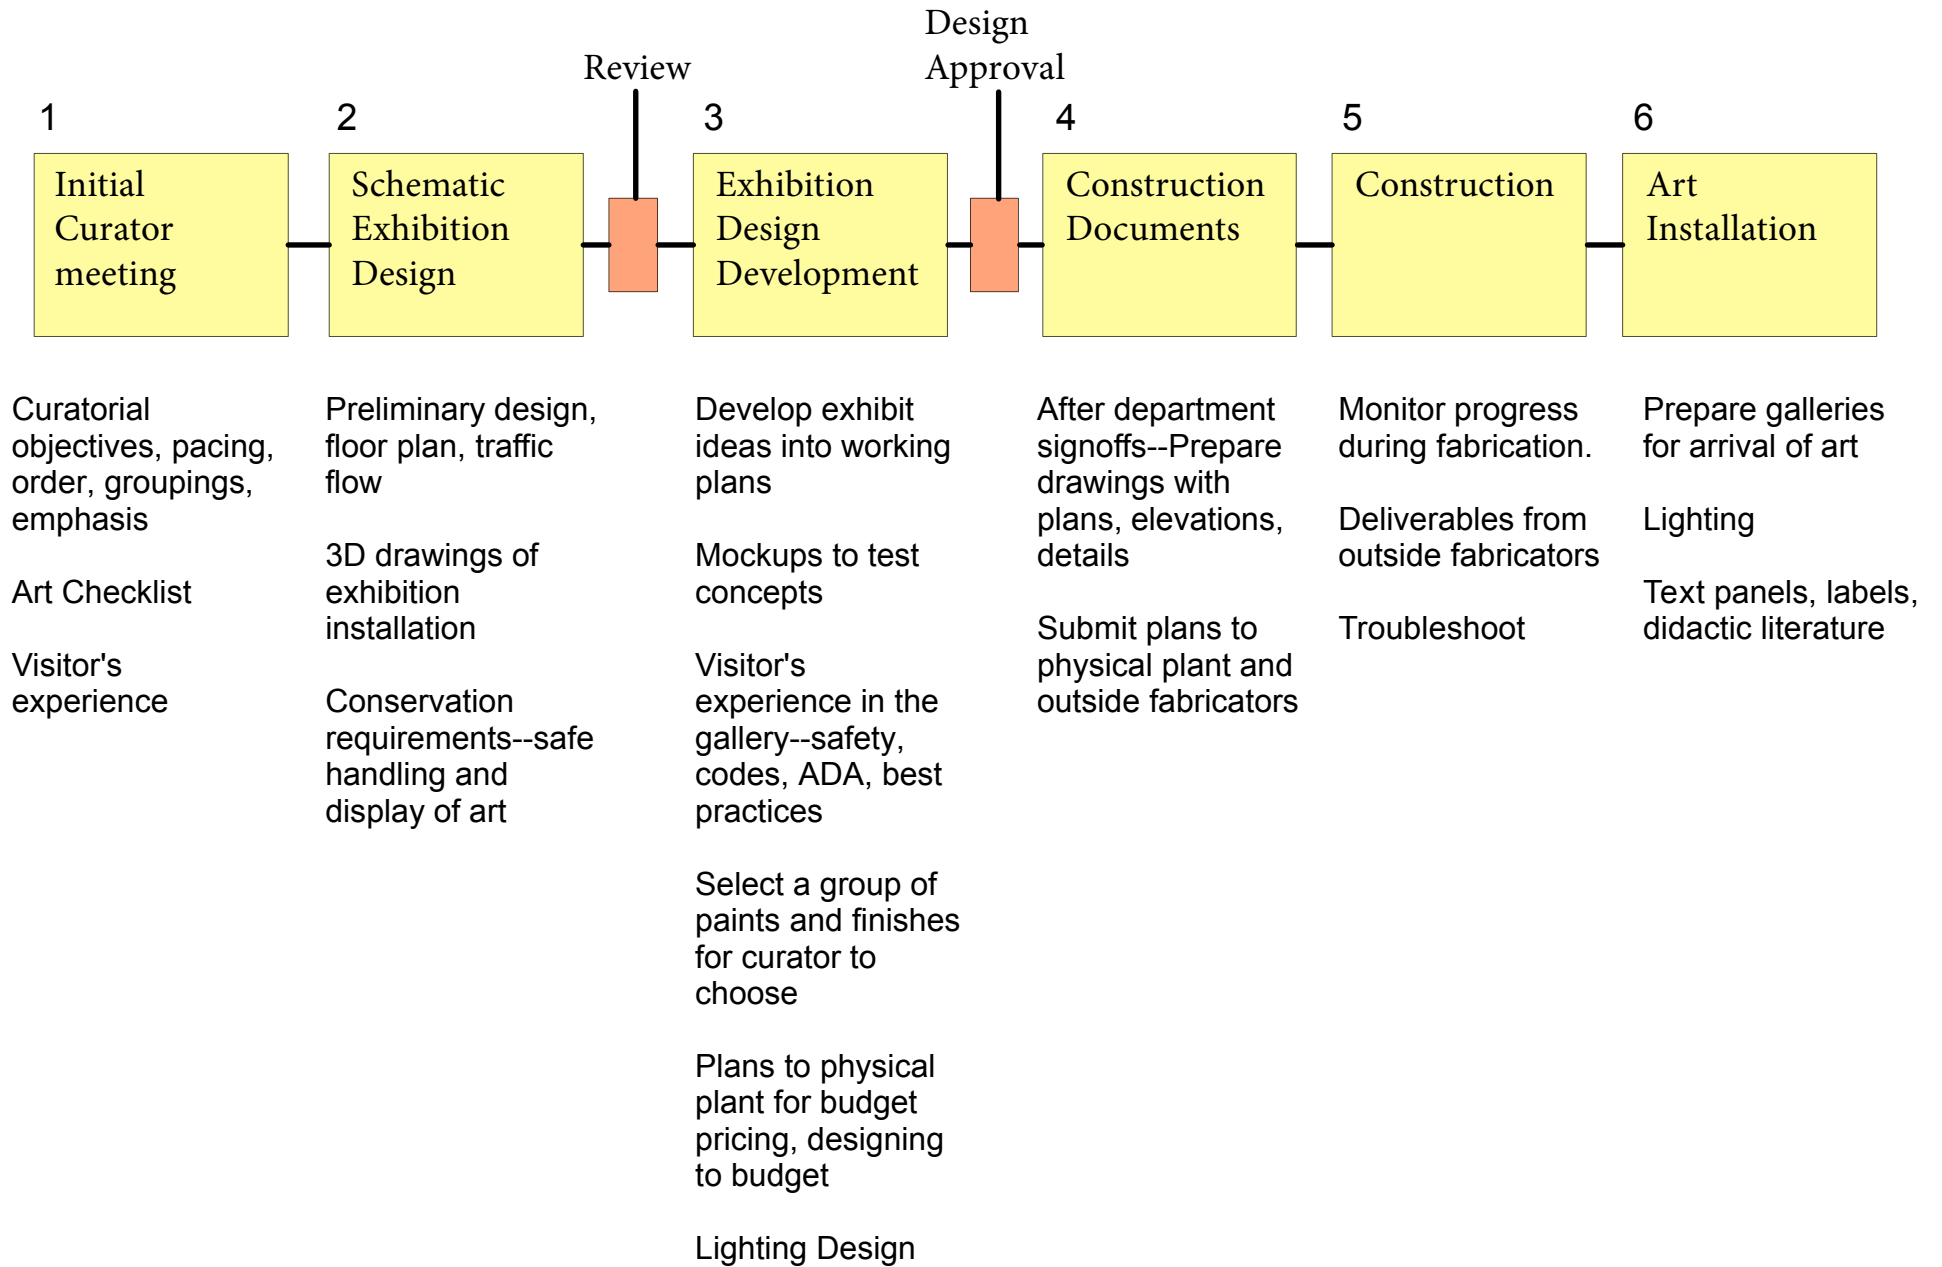 Design
Approval
Review
1
2
3
4
5
6
Initial
Curator
meeting
Schematic
Exhibition
Design
Exhibition
Design
Development
Construction
Documents
Construction
Art
Installation
Curatorial
objectives, pacing,
order, groupings,
emphasis
Art Checklist
Visitor's
experience
Preliminary design,
floor plan, traffic
flow
3D drawings of
exhibition
installation
Conservation
requirements--safe
handling and
display of art
Develop exhibit
ideas into working
plans
Mockups to test
concepts
Visitor's
experience in the
gallery--safety,
codes, ADA, best
practices
Select a group of
paints and finishes
for curator to
choose
Plans to physical
plant for budget
pricing, designing
to budget
Lighting Design
After department
signoffs--Prepare
drawings with
plans, elevations,
details
Submit plans to
physical plant and
outside fabricators
Monitor progress
during fabrication.
Deliverables from
outside fabricators
Troubleshoot
Prepare galleries
for arrival of art
Lighting
Text panels, labels,
didactic literature